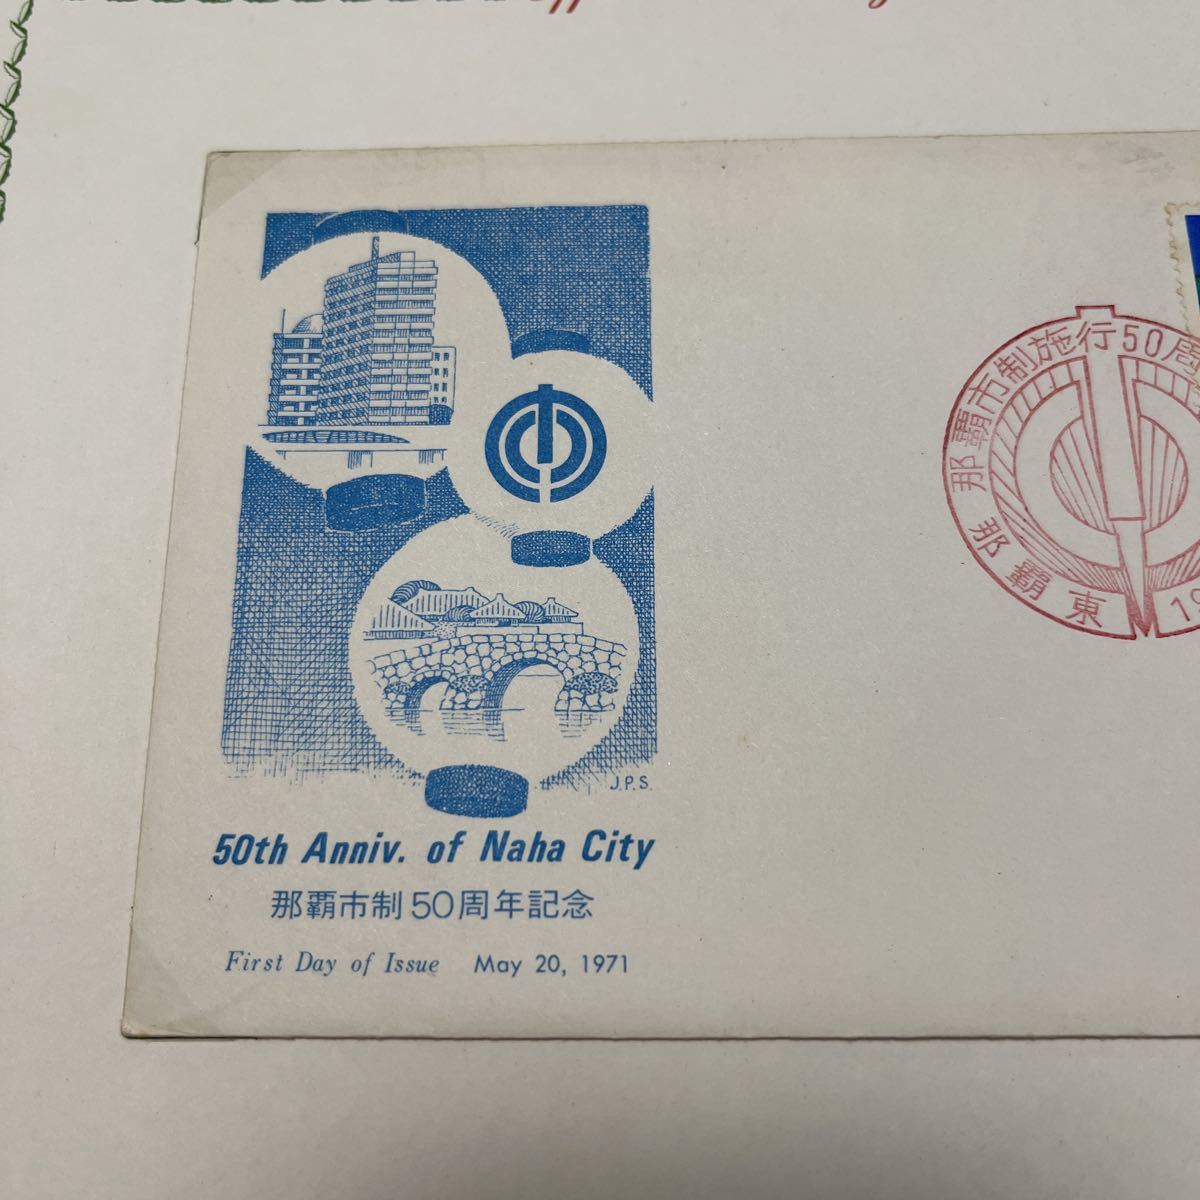 那覇市制施行50周
那覇東
J.P.S.
50th Anniv. of Naha City
那覇市制50周年記念
First Day of Issue May 20, 1971